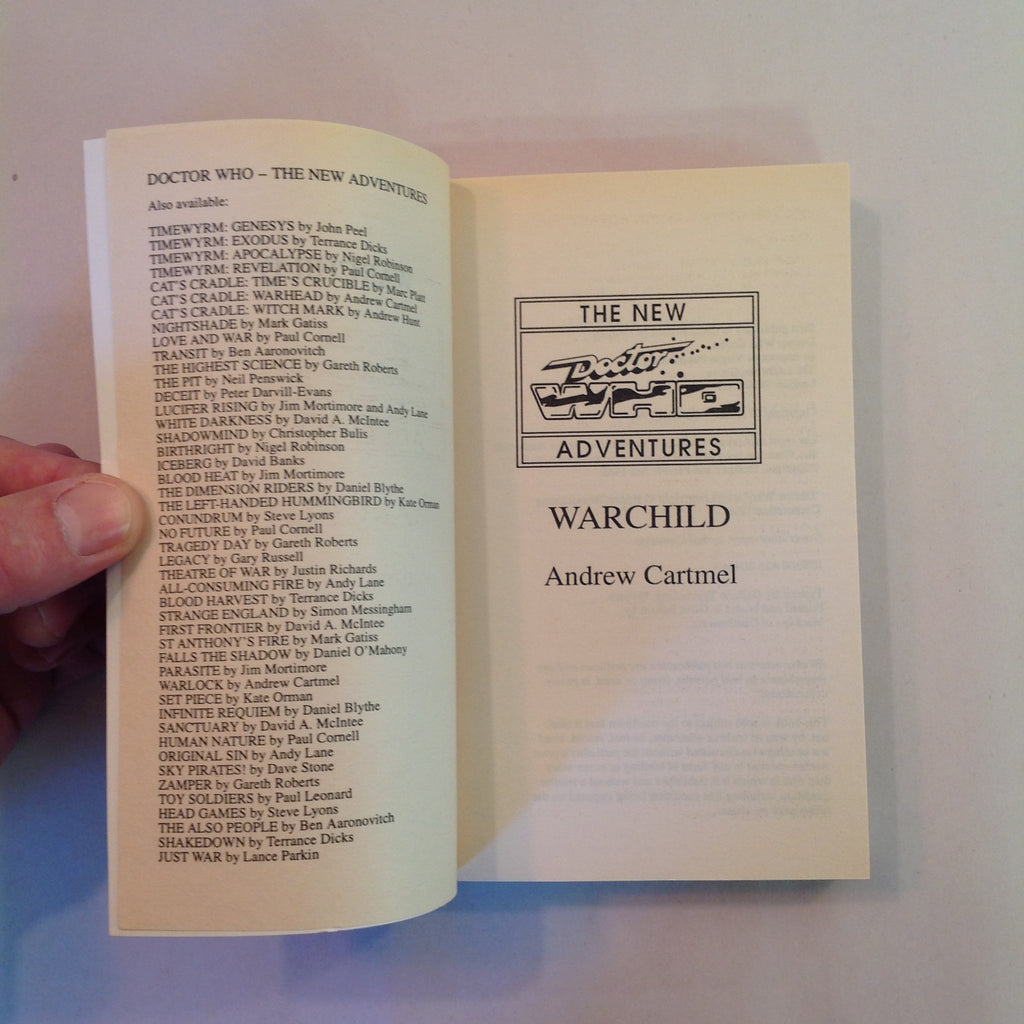 DOCTOR WHO – THE NEW ADVENTURES
Also available:
TIMEWYRM: GENESYS by John Peel
TIMEWYRM: EXODUS by Terrance Dicks
TIMEWYRM: APOCALYPSE by Nigel Robinson
TIMEWYRM: REVELATION by Paul Cornell
CAT'S CRADLE: TIME'S CRUCIBLE by Marc Platt
CAT'S CRADLE: WARHEAD by Andrew Cartmel
CAT'S CRADLE: WITCH MARK by Andrew Hunt
NIGHTSHADE by Mark Gatiss
LOVE AND WAR by Paul Cornell
TRANSIT by Ben Aaronovitch
THE HIGHEST SCIENCE by Gareth Roberts
THE PIT by Neil Penswick
DECEIT by Peter Darvill-Evans
LUCIFER RISING by Jim Mortimore and Andy Lane
WHITE DARKNESS by David A. McIntee
SHADOWMIND by Christopher Bulis
BIRTHRIGHT by Nigel Robinson
ICEBERG by David Banks
BLOOD HEAT by Jim Mortimore
THE DIMENSION RIDERS by Daniel Blythe
THE LEFT-HANDED HUMMINGBIRD by Kate Orman
CONUNDRUM by Steve Lyons
NO FUTURE by Paul Cornell
TRAGEDY DAY by Gareth Roberts
LEGACY by Gary Russell
THEATRE OF WAR by Justin Richards
ALL-CONSUMING FIRE by Andy Lane
BLOOD HARVEST by Terrance Dicks
STRANGE ENGLAND by Simon Messingham
FIRST FRONTIER by David A. McIntee
ST ANTHONY'S FIRE by Mark Gatiss
FALLS THE SHADOW by Daniel O'Mahony
PARASITE by Jim Mortimore
WARLOCK by Andrew Cartmel
SET PIECE by Kate Orman
INFINITE REQUIEM by Daniel Blythe
SANCTUARY by David A. McIntee
HUMAN NATURE by Paul Cornell
ORIGINAL SIN by Andy Lane
SKY PIRATES! by Dave Stone
ZAMPER by Gareth Roberts
TOY SOLDIERS by Paul Leonard
HEAD GAMES by Steve Lyons
THE ALSO PEOPLE by Ben Aaronovitch
SHAKEDOWN by Terrance Dicks
JUST WAR by Lance Parkin
THE NEW
Doctor
WHO
ADVENTURES
WARCHILD
Andrew Cartmel